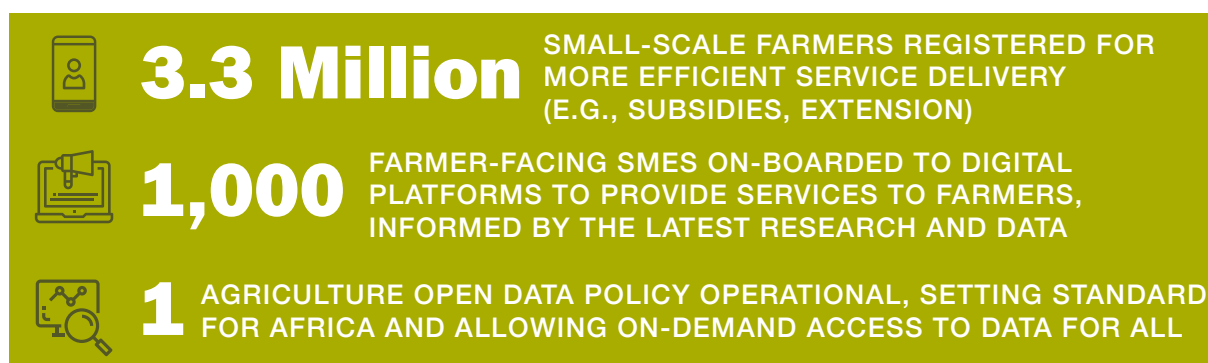 3.3 Million
SMALL-SCALE FARMERS REGISTERED FOR
MORE EFFICIENT SERVICE DELIVERY
(E.G., SUBSIDIES, EXTENSION)
1,000
FARMER-FACING SMES ON-BOARDED TO DIGITAL
PLATFORMS TO PROVIDE SERVICES TO FARMERS,
INFORMED BY THE LATEST RESEARCH AND DATA
1
AGRICULTURE OPEN DATA POLICY OPERATIONAL, SETTING STANDARD
FOR AFRICA AND ALLOWING ON-DEMAND ACCESS TO DATA FOR ALL